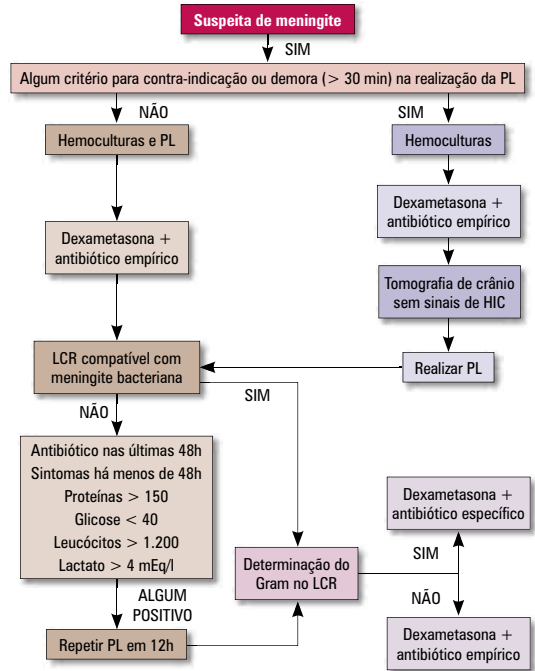 Suspeita de meningite
SIM
Algum critério para contra-indicação ou demora (> 30 min) na realização da PL
NÃO
SIM
Hemoculturas e PL
Hemoculturas
Dexametasona +
antibiótico empírico
Dexametasona +
antibiótico empírico
Tomografia de crânio
sem sinais de HIC
LCR compatível com
meningite bacteriana
Realizar PL
SIM
NÃO
Antibiótico nas últimas 48h
Sintomas há menos de 48h
Proteínas > 150
Glicose < 40
Leucócitos > 1.200
Lactato > 4 mEq/l
Dexametasona +
antibiótico específico
Determinação do
Gram no LCR
SIM
NÃO
ALGUM
POSITIVO
Repetir PL em 12h
Dexametasona +
antibiótico empírico